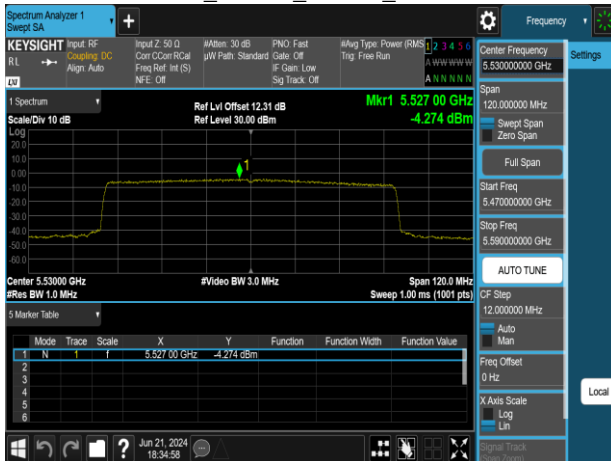 Spectrum Analyzer 1
Swept SA
Frequency
KEYSIGHT
RL
LXI
Input: RF
Coupling: DC
Align: Auto
Input Z: 50 Ω
Corr CCorr RCal
Freq Ref: Int (S)
NFE: Off
#Atten: 30 dB
µW Path: Standard
PNO: Fast
Gate: Off
IF Gain: Low
Sig Track: Off
#Avg Type: Power (RMS
Trig: Free Run
1 2 3 4 5 6
A W W W W W
A N N N N N
Center Frequency
5.530000000 GHz
Settings
1 Spectrum
Scale/Div 10 dB
Ref Lvl Offset 12.31 dB
Ref Level 30.00 dBm
Mkr1 5.527 00 GHz
-4.274 dBm
Log
20.0
10.0
0.00
-10.0
-20.0
-30.0
-40.0
-50.0
-60.0
1
Center 5.53000 GHz
#Res BW 1.0 MHz
#Video BW 3.0 MHz
Span 120.0 MHz
Sweep 1.00 ms (1001 pts)
Span
120.000000 MHz
Swept Span
Zero Span
Full Span
Start Freq
5.470000000 GHz
Stop Freq
5.590000000 GHz
AUTO TUNE
CF Step
12.000000 MHz
Auto
Man
Freq Offset
0 Hz
X Axis Scale
Log
Lin
Signal Track
(Span Zoom)
Local
5 Marker Table
Mode Trace Scale X Y Function Function Width Function Value
1 N 1 f 5.527 00 GHz -4.274 dBm
2
3
4
5
6
?
Jun 21, 2024
18:34:58